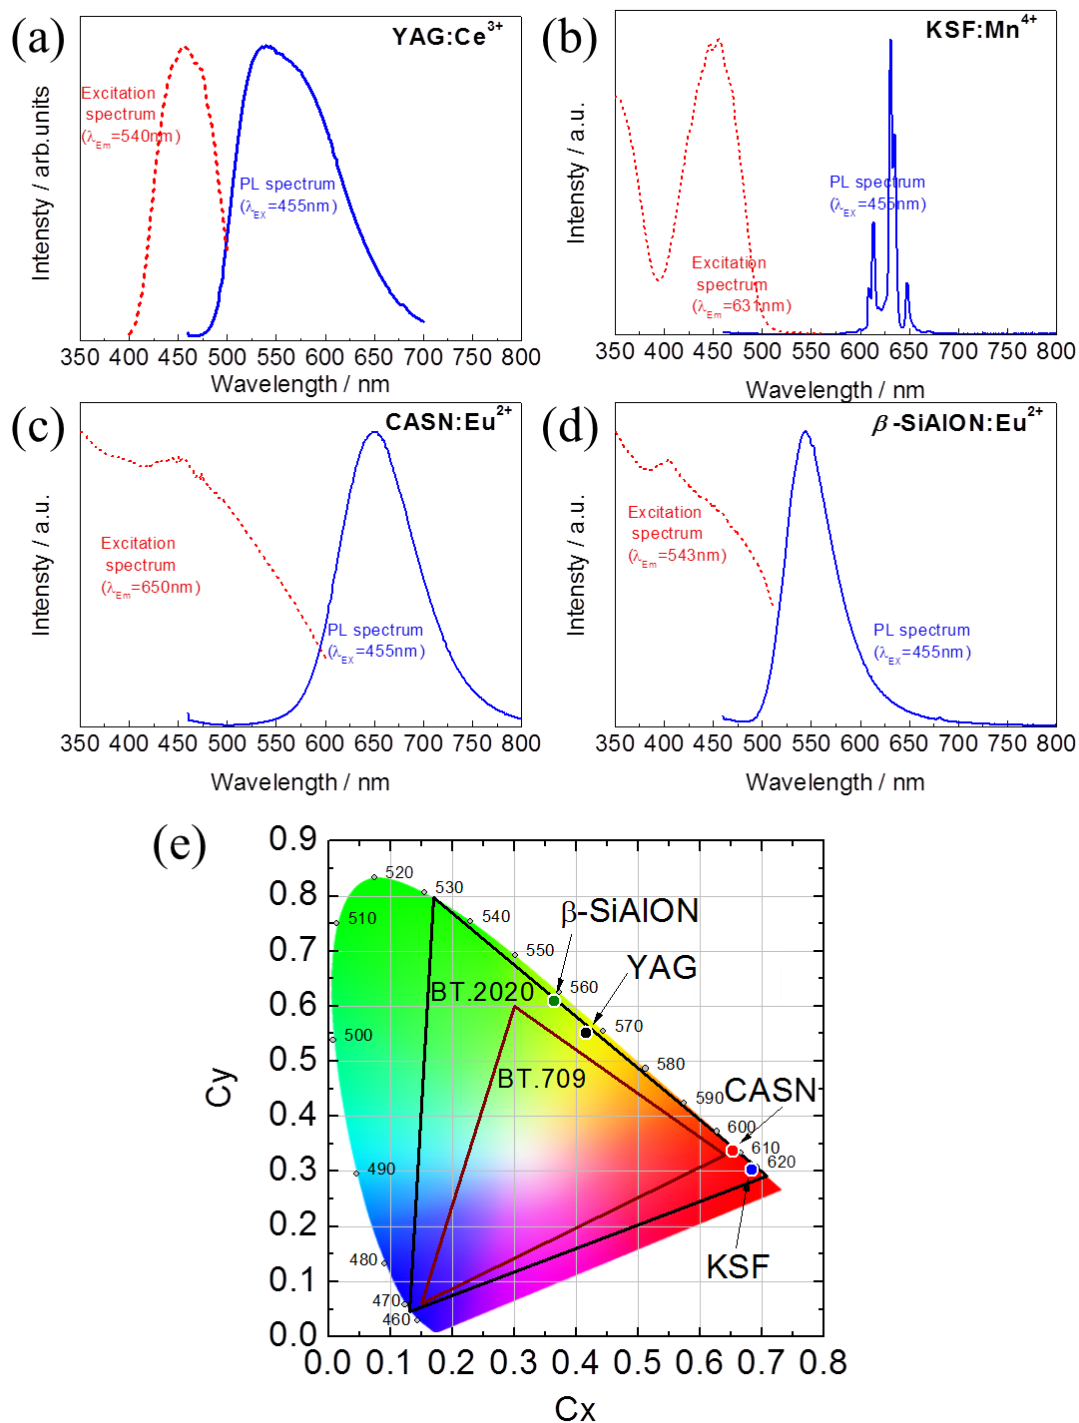 (a)
YAG:Ce3+
Excitation
spectrum
(λEm=540nm)
PL spectrum
(λEX=455nm)
Intensty / arb.units
350 400 450 500 550 600 650 700 750 800
Wavelength / nm
(b)
KSF:Mn4+
PL spectrum
(λEX=455nm)
Excitation
spectrum
(λEm=631nm)
Intensty / a.u.
350 400 450 500 550 600 650 700 750 800
Wavelength / nm
(c)
CASN:Eu2+
Excitation
spectrum
(λEm=650nm)
PL spectrum
(λEX=455nm)
Intensty / a.u.
350 400 450 500 550 600 650 700 750 800
Wavelength / nm
(d)
β-SiAlON:Eu2+
Excitation
spectrum
(λEm=543nm)
PL spectrum
(λEX=455nm)
Intensty / a.u.
350 400 450 500 550 600 650 700 750 800
Wavelength / nm
(e)
0.9
0.8
0.7
0.6
0.5
0.4
0.3
0.2
0.1
0.0
Cy
520
530
510
540
550
560
570
500
580
590
600
610
620
490
480
470
460
β-SiAlON
YAG
BT.2020
BT.709
CASN
KSF
0.0 0.1 0.2 0.3 0.4 0.5 0.6 0.7 0.8
Cx